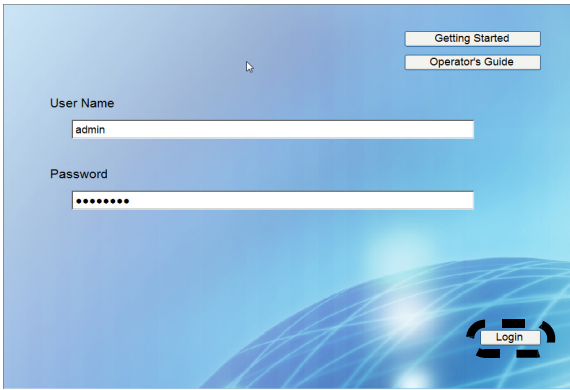 Getting Started
Operator's Guide
User Name
admin
Password
●●●●●●●●
Login